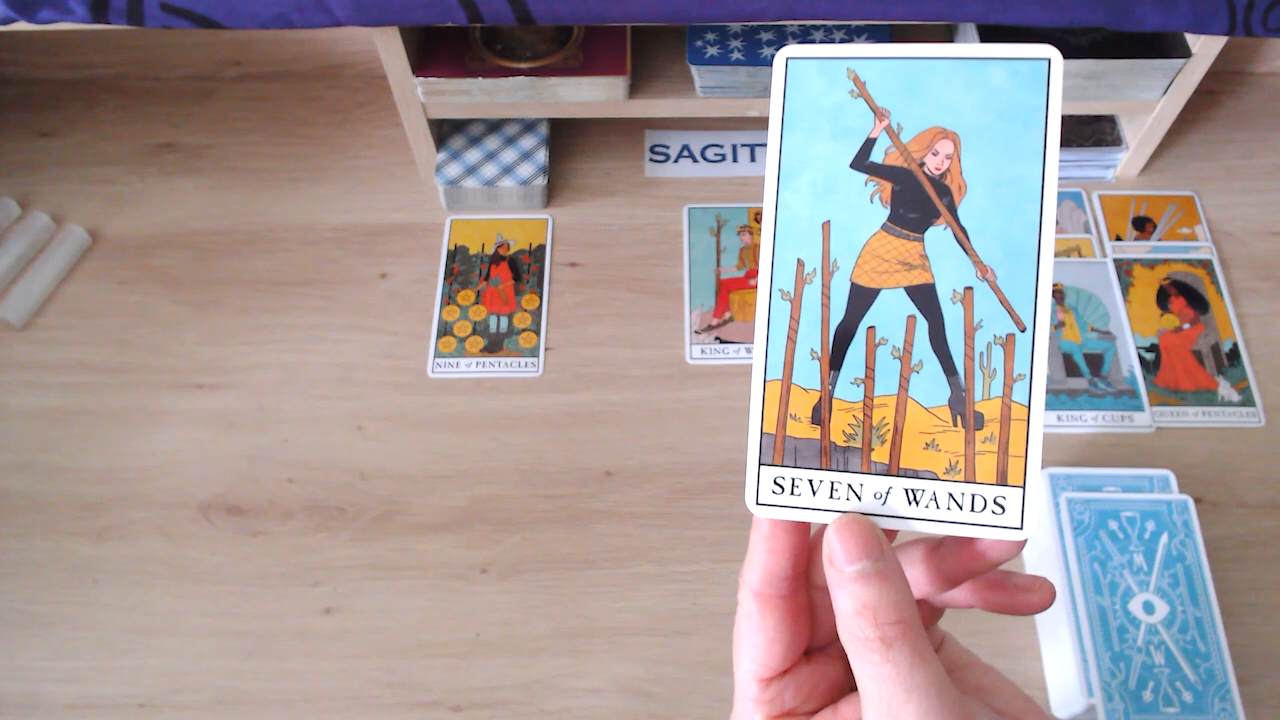 SAGIT
NINE of PENTACLES
KING of W
SEVEN of WANDS
KING of CUPS
QUEEN of PENTACLES
M
W